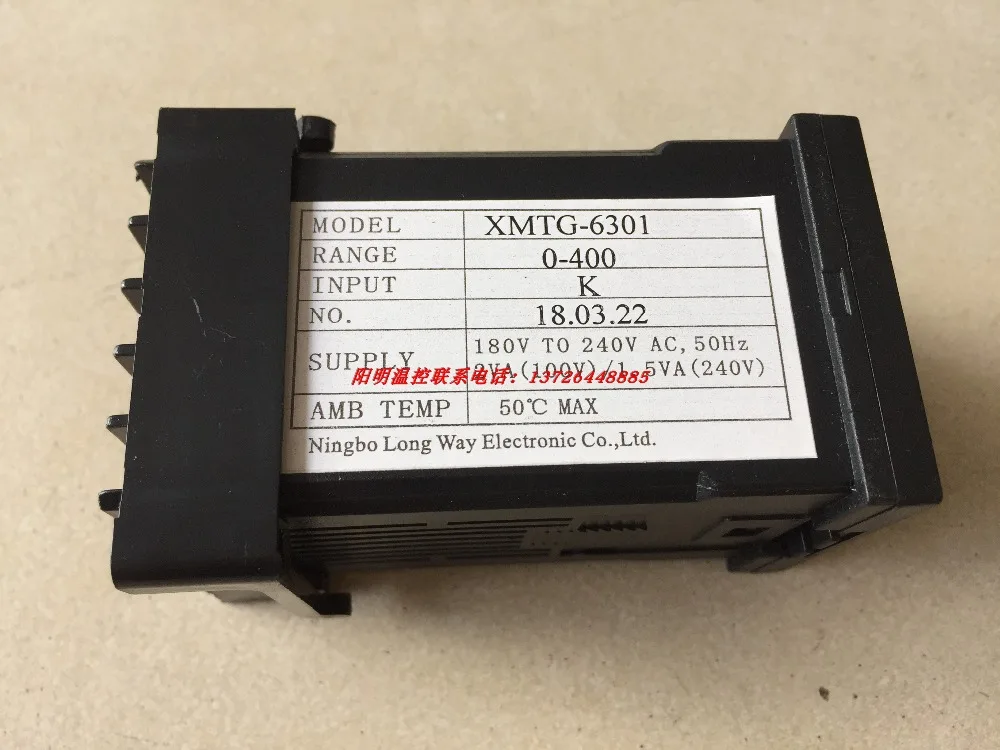 MODEL XMTG-6301
RANGE 0-400
INPUT K
NO. 18.03.22
SUPPLY 180V TO 240V AC,50Hz
2VA(100V)/1.5VA(240V)
阳明温控联系电话：13726448885
AMB TEMP 50℃ MAX
Ningbo Long Way Electronic Co.,Ltd.